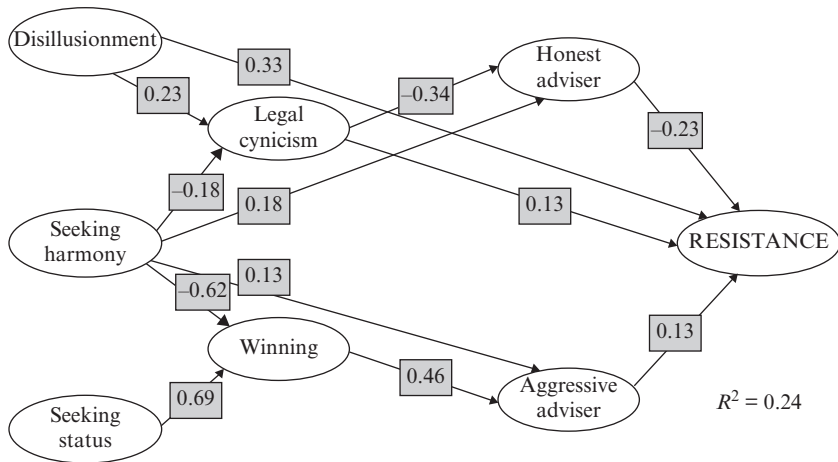 Disillusionment
0.33
0.23
Legal
cynicism
–0.34
Honest
adviser
–0.23
–0.18
0.18
0.13
Seeking
harmony
RESISTANCE
0.13
–0.62
Winning
0.46
0.13
0.69
Seeking
status
Aggressive
adviser
R² = 0.24